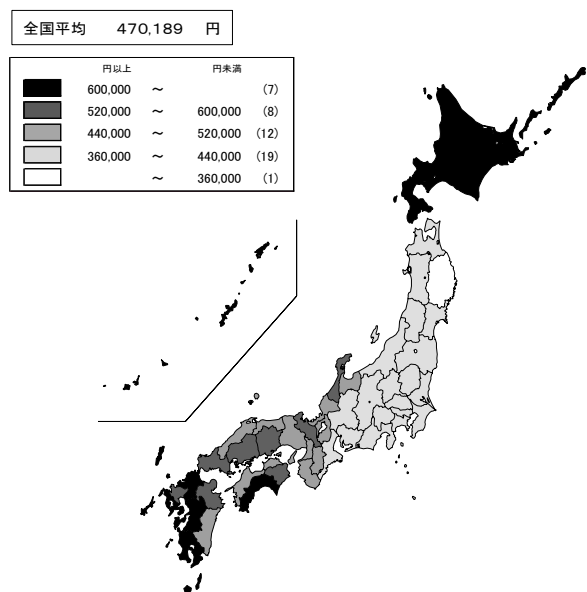 全国平均 470,189 円
円以上 円未満
600,000 ～ (7)
520,000 ～ 600,000 (8)
440,000 ～ 520,000 (12)
360,000 ～ 440,000 (19)
～ 360,000 (1)